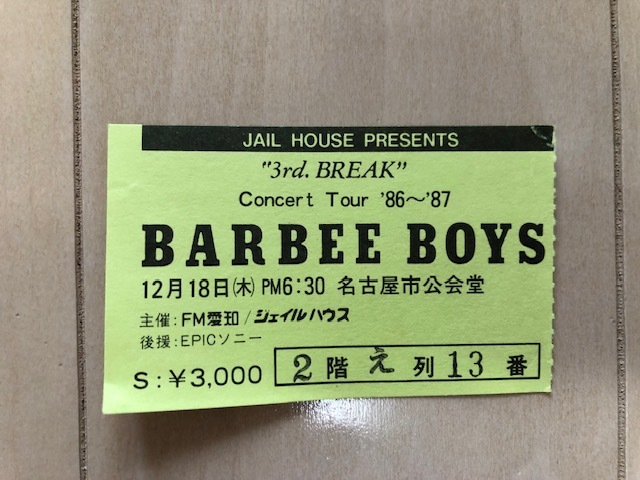 JAIL HOUSE PRESENTS
"3rd. BREAK"
Concert Tour '86〜'87
BARBEE BOYS
12月18日(木) PM6:30 名古屋市公会堂
主催:FM愛知/ジェイルハウス
後援:EPICソニー
S:¥3,000 2階え列13番